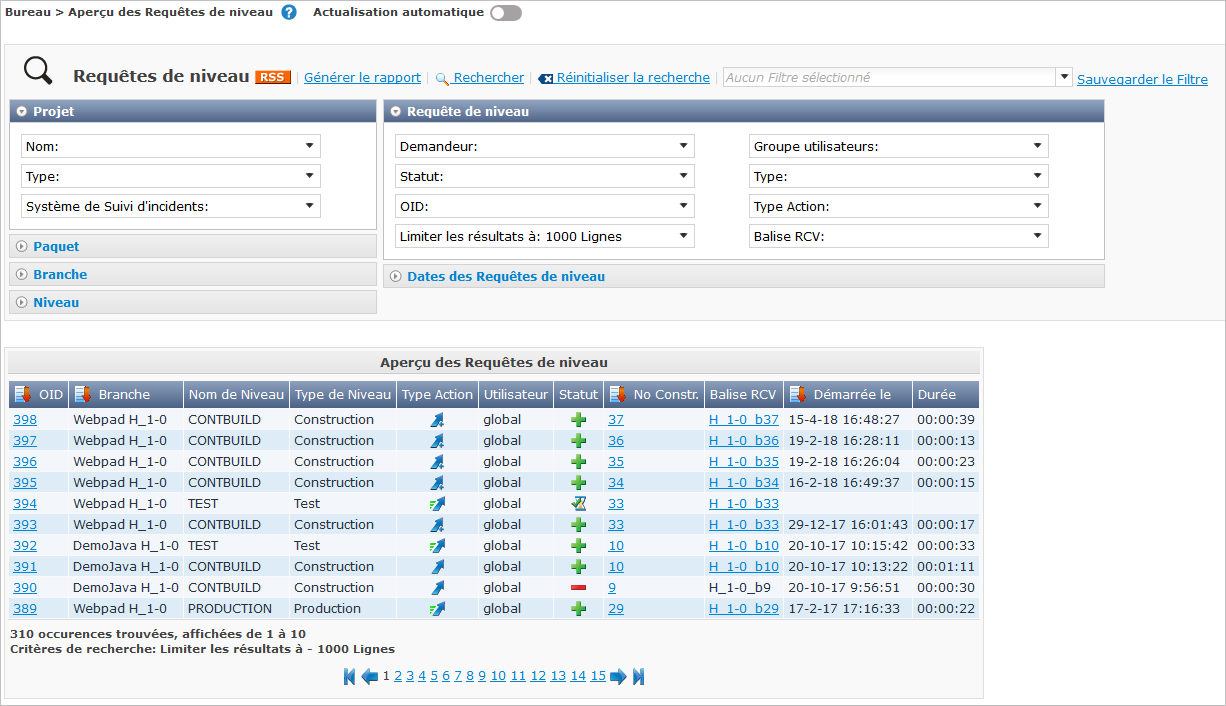 Bureau > Aperçu des Requêtes de niveau ? Actualisation automatique
Requêtes de niveau RSS | Générer le rapport | Rechercher | Réinitialiser la recherche | Aucun Filtre sélectionné Sauvegarder le Filtre
Projet
Nom:
Type:
Système de Suivi d'incidents:
Paquet
Branche
Niveau
Requête de niveau
Demandeur: Groupe utilisateurs:
Statut: Type:
OID: Type Action:
Limiter les résultats à: 1000 Lignes Balise RCV:
Dates des Requêtes de niveau
Aperçu des Requêtes de niveau
OID Branche Nom de Niveau Type de Niveau Type Action Utilisateur Statut No Constr. Balise RCV Démarrée le Durée
398 Webpad H_1-0 CONTBUILD Construction global 37 H_1-0_b37 15-4-18 16:48:27 00:00:39
397 Webpad H_1-0 CONTBUILD Construction global 36 H_1-0_b36 19-2-18 16:28:11 00:00:13
396 Webpad H_1-0 CONTBUILD Construction global 35 H_1-0_b35 19-2-18 16:26:04 00:00:23
395 Webpad H_1-0 CONTBUILD Construction global 34 H_1-0_b34 16-2-18 16:49:37 00:00:15
394 Webpad H_1-0 TEST Test global 33 H_1-0_b33
393 Webpad H_1-0 CONTBUILD Construction global 33 H_1-0_b33 29-12-17 16:01:43 00:00:17
392 DemoJava H_1-0 TEST Test global 10 H_1-0_b10 20-10-17 10:15:42 00:00:33
391 DemoJava H_1-0 CONTBUILD Construction global 10 H_1-0_b10 20-10-17 10:13:22 00:01:11
390 DemoJava H_1-0 CONTBUILD Construction global 9 H_1-0_b9 20-10-17 9:56:51 00:00:30
389 Webpad H_1-0 PRODUCTION Production global 29 H_1-0_b29 17-2-17 17:16:33 00:00:22
310 occurences trouvées, affichées de 1 à 10
Critères de recherche: Limiter les résultats à - 1000 Lignes
1 2 3 4 5 6 7 8 9 10 11 12 13 14 15